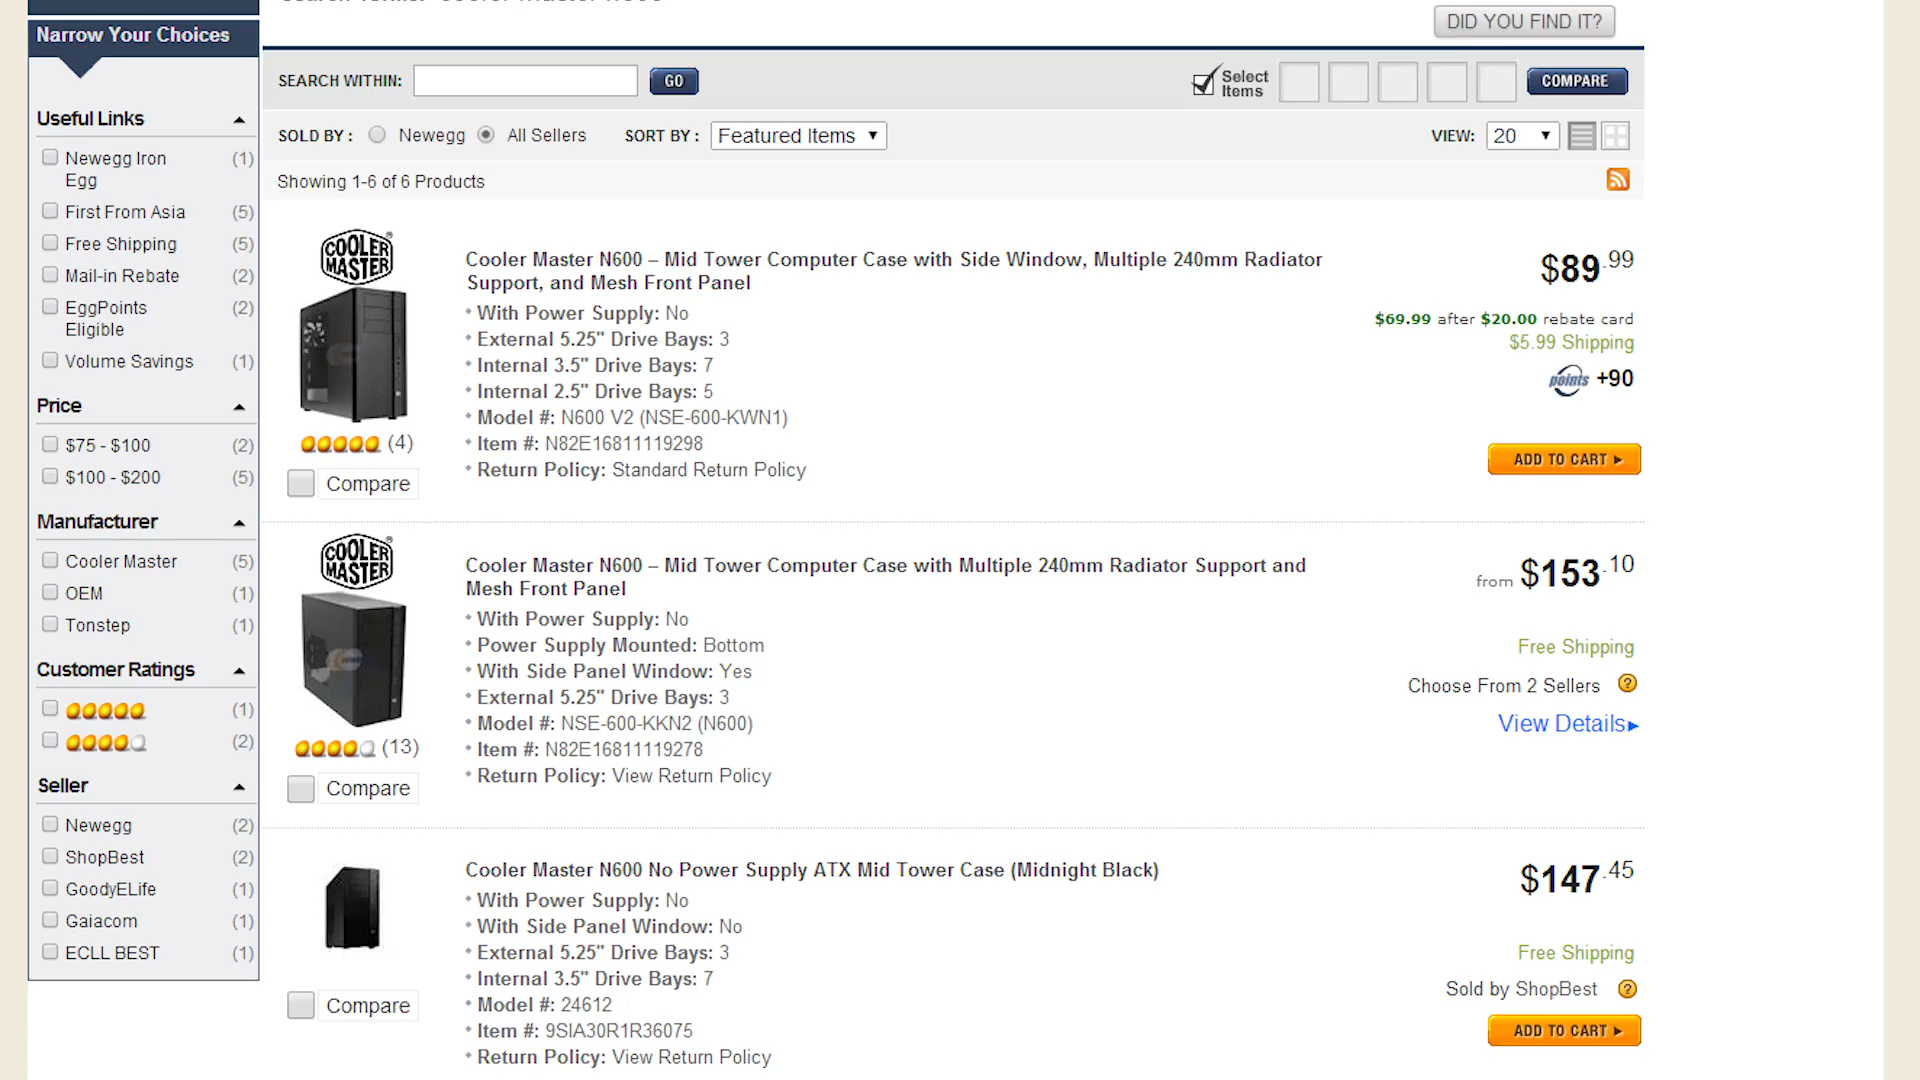 Narrow Your Choices
DID YOU FIND IT?
SEARCH WITHIN:
GO
Select Items
COMPARE
SOLD BY : Newegg All Sellers SORT BY : Featured Items
VIEW: 20
Showing 1-6 of 6 Products
Useful Links
Newegg Iron Egg (1)
First From Asia (5)
Free Shipping (5)
Mail-in Rebate (2)
EggPoints Eligible (2)
Volume Savings (1)
Price
$75 - $100 (2)
$100 - $200 (5)
Manufacturer
Cooler Master (5)
OEM (1)
Tonstep (1)
Customer Ratings
(1)
(2)
Seller
Newegg (2)
ShopBest (2)
GoodyELife (1)
Gaiacom (1)
ECLL BEST (1)
COOLER MASTER
(4)
Compare
Cooler Master N600 – Mid Tower Computer Case with Side Window, Multiple 240mm Radiator
Support, and Mesh Front Panel
With Power Supply: No
External 5.25" Drive Bays: 3
Internal 3.5" Drive Bays: 7
Internal 2.5" Drive Bays: 5
Model #: N600 V2 (NSE-600-KWN1)
Item #: N82E16811119298
Return Policy: Standard Return Policy
$89.99
$69.99 after $20.00 rebate card
$5.99 Shipping
points +90
ADD TO CART
COOLER MASTER
(13)
Compare
Cooler Master N600 – Mid Tower Computer Case with Multiple 240mm Radiator Support and
Mesh Front Panel
With Power Supply: No
Power Supply Mounted: Bottom
With Side Panel Window: Yes
External 5.25" Drive Bays: 3
Model #: NSE-600-KKN2 (N600)
Item #: N82E16811119278
Return Policy: View Return Policy
from $153.10
Free Shipping
Choose From 2 Sellers ?
View Details
Compare
Cooler Master N600 No Power Supply ATX Mid Tower Case (Midnight Black)
With Power Supply: No
With Side Panel Window: No
External 5.25" Drive Bays: 3
Internal 3.5" Drive Bays: 7
Model #: 24612
Item #: 9SIA30R1R36075
Return Policy: View Return Policy
$147.45
Free Shipping
Sold by ShopBest ?
ADD TO CART